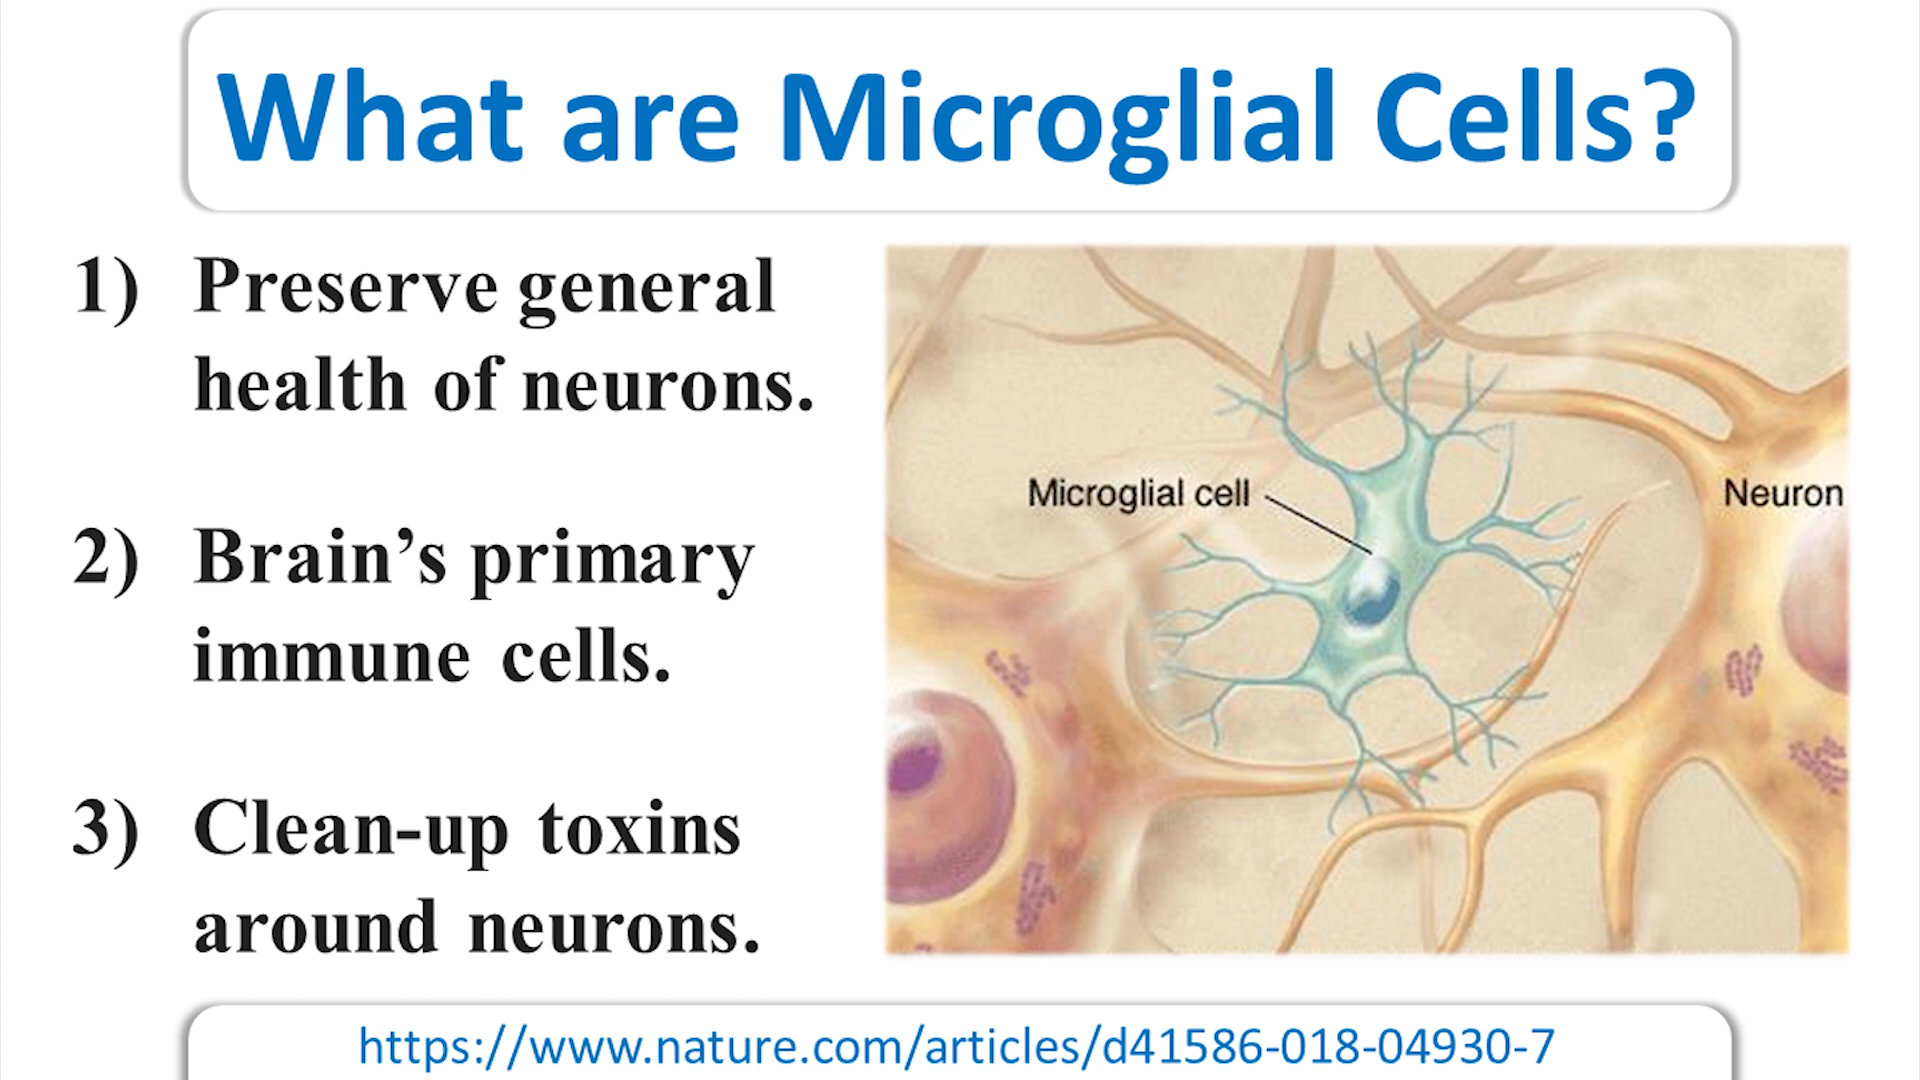 What are Microglial Cells?
1) Preserve general
health of neurons.
2) Brain’s primary
immune cells.
3) Clean-up toxins
around neurons.
Microglial cell
Neuron
https://www.nature.com/articles/d41586-018-04930-7